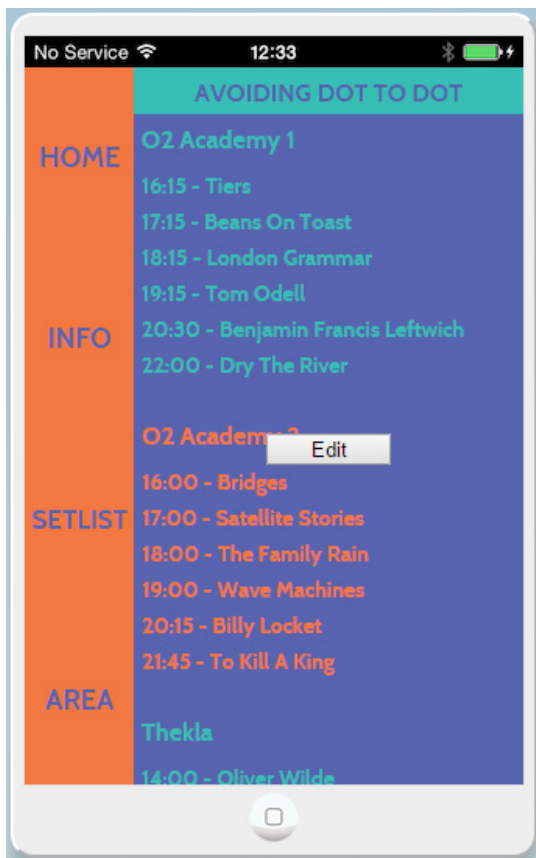 No Service 12:33
AVOIDING DOT TO DOT
HOME
INFO
SETLIST
AREA
O2 Academy 1
16:15 - Tiers
17:15 - Beans On Toast
18:15 - London Grammar
19:15 - Tom Odell
20:30 - Benjamin Francis Leftwich
22:00 - Dry The River
O2 Academy
Edit
16:00 - Bridges
17:00 - Satellite Stories
18:00 - The Family Rain
19:00 - Wave Machines
20:15 - Billy Locket
21:45 - To Kill A King
Thekla
14:00 - Oliver Wilde